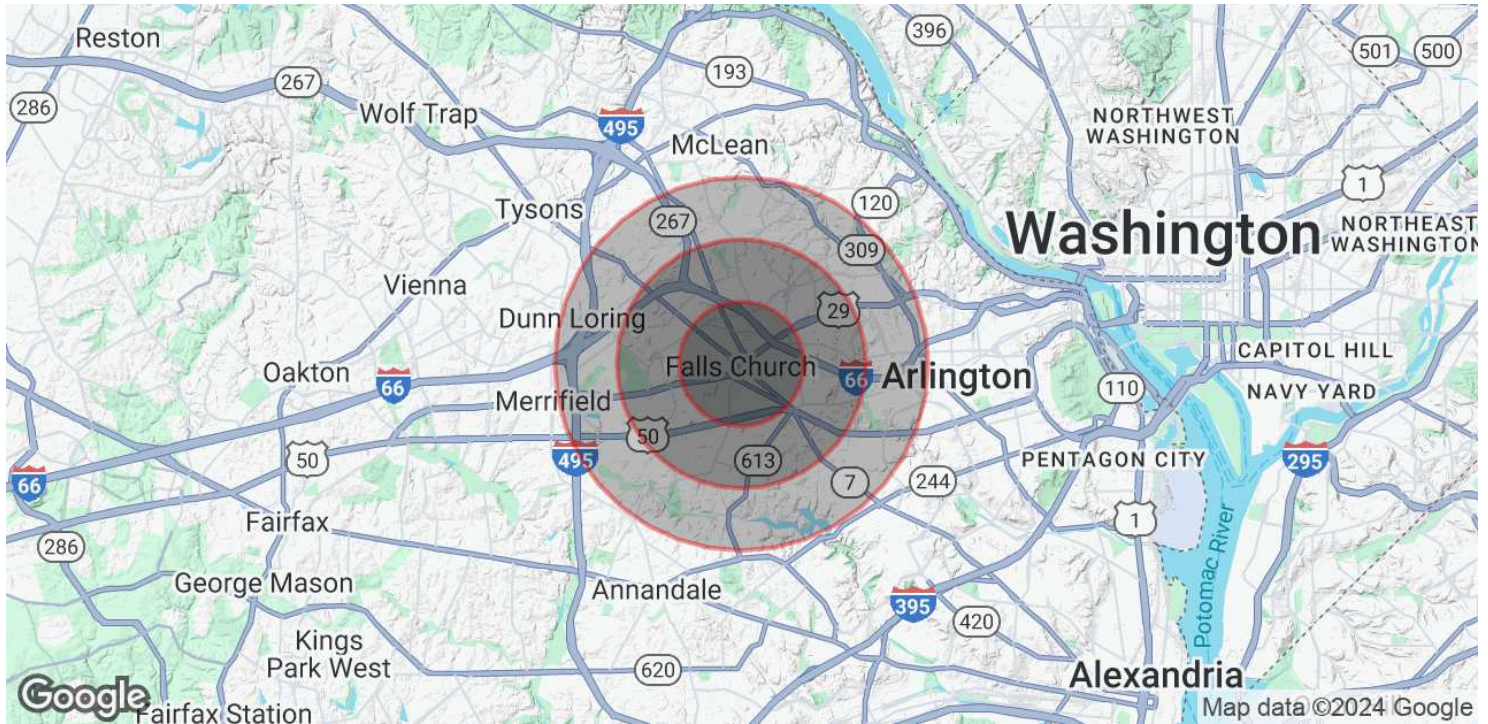 Reston
396
501
500
193
267
286
Wolf Trap
495
NORTHWEST
WASHINGTON
McLean
1
Tysons
120
267
Washington
NORTHEAST
WASHINGTON
309
Vienna
29
Dunn Loring
CAPITOL HILL
Falls Church
Oakton
66
66
Arlington
110
NAVY YARD
Merrifield
50
50
495
613
PENTAGON CITY
295
7
244
66
1
Fairfax
286
Potomac River
George Mason
Annandale
395
420
Kings
Park West
620
Alexandria
Google
Map data ©2024 Google
Fairfax Station